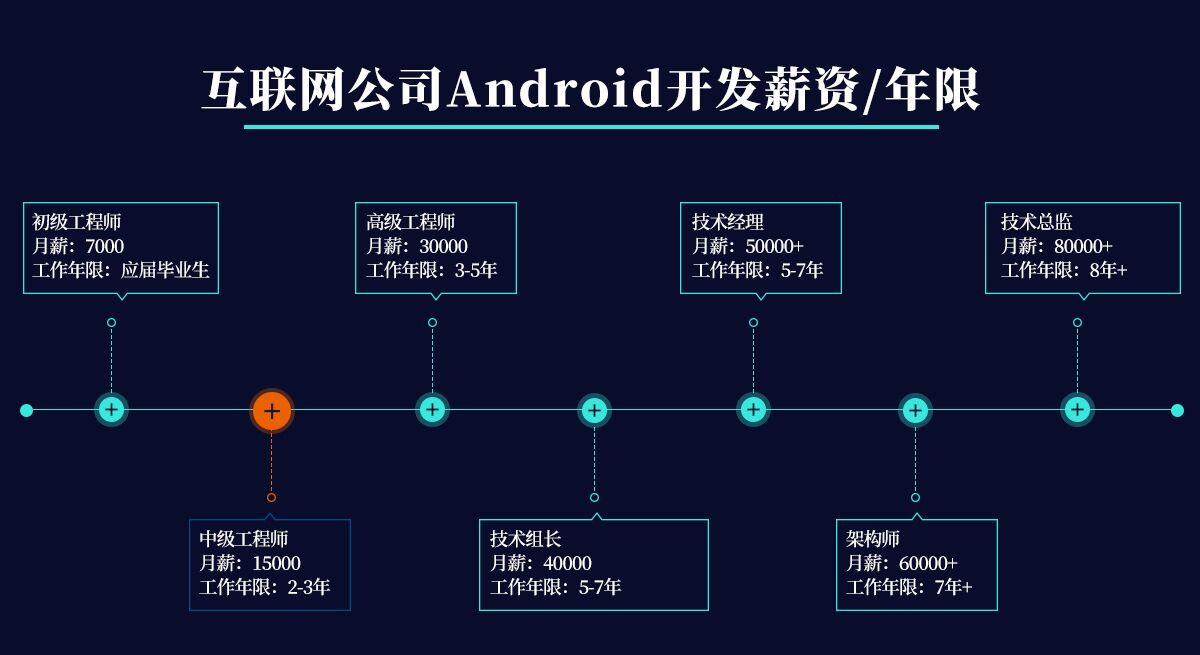 互联网公司Android开发薪资/年限
初级工程师
月薪：7000
工作年限：应届毕业生
高级工程师
月薪：30000
工作年限：3-5年
技术经理
月薪：50000+
工作年限：5-7年
技术总监
月薪：80000+
工作年限：8年+
中级工程师
月薪：15000
工作年限：2-3年
技术组长
月薪：40000
工作年限：5-7年
架构师
月薪：60000+
工作年限：7年+